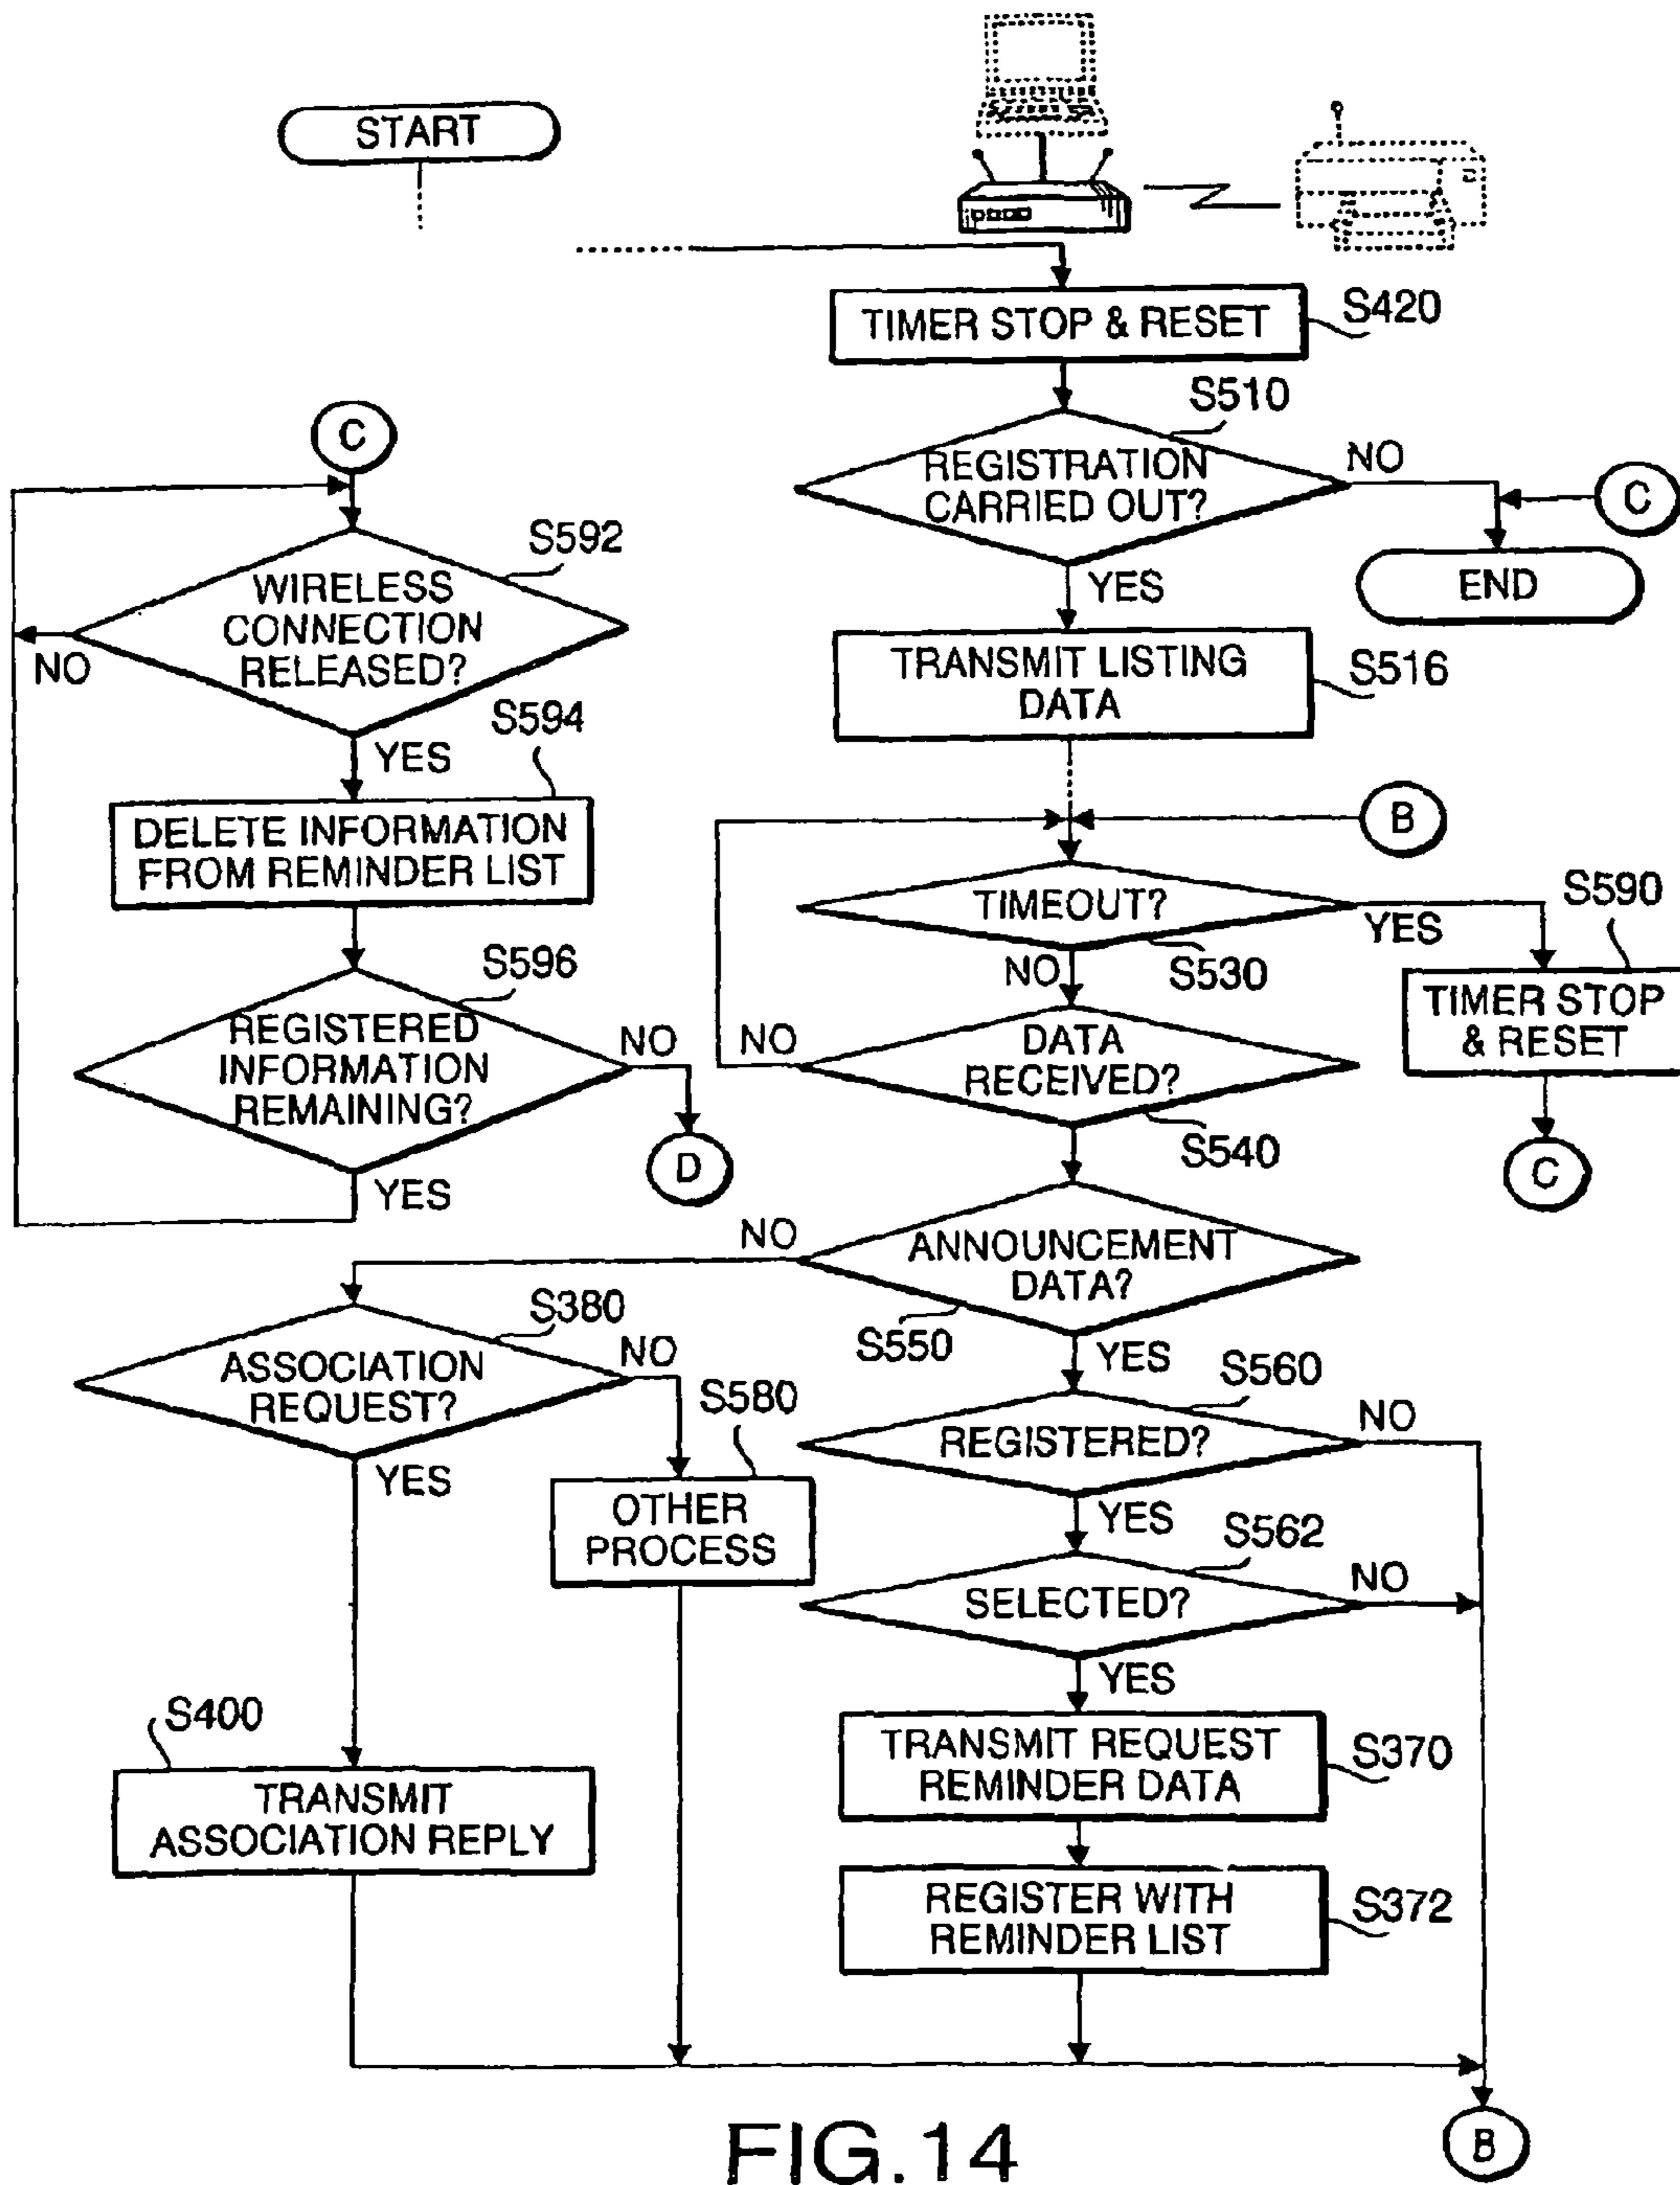 START
TIMER STOP & RESET
S420
S510
C
REGISTRATION
CARRIED OUT?
NO
C
S592
YES
END
WIRELESS
CONNECTION
RELEASED?
NO
TRANSMIT LISTING
DATA
S516
S594
YES
B
DELETE INFORMATION
FROM REMINDER LIST
TIMEOUT?
YES
S590
S596
NO
S530
TIMER STOP
& RESET
REGISTERED
INFORMATION
REMAINING?
NO
NO
DATA
RECEIVED?
S540
D
C
YES
NO
ANNOUNCEMENT
DATA?
S380
S550
YES
ASSOCIATION
REQUEST?
NO
S560
S580
REGISTERED?
NO
YES
OTHER
PROCESS
YES
S562
SELECTED?
NO
YES
S400
TRANSMIT REQUEST
REMINDER DATA
S370
TRANSMIT
ASSOCIATION REPLY
REGISTER WITH
REMINDER LIST
S372
B
FIG.14